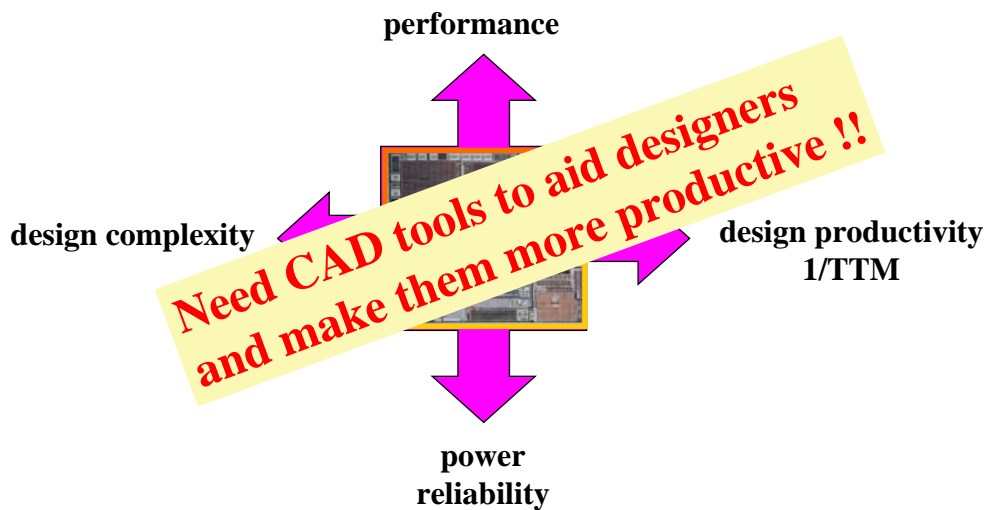 performance
Need CAD tools to aid designers
and make them more productive !!
design complexity
design productivity
1/TTM
power
reliability